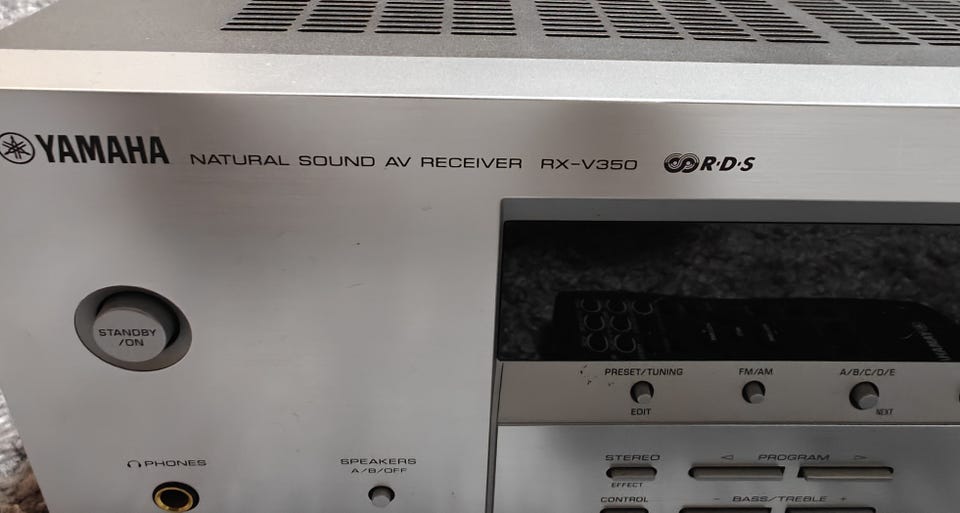 YAMAHA NATURAL SOUND AV RECEIVER RX-V350 R·D·S
STANDBY
/ON
PRESET/TUNING FM/AM A/B/C/D/E
EDIT NEXT
PHONES SPEAKERS
A/B/OFF
STEREO ◁ PROGRAM ▷
EFFECT
CONTROL − BASS/TREBLE +
YAMAHA